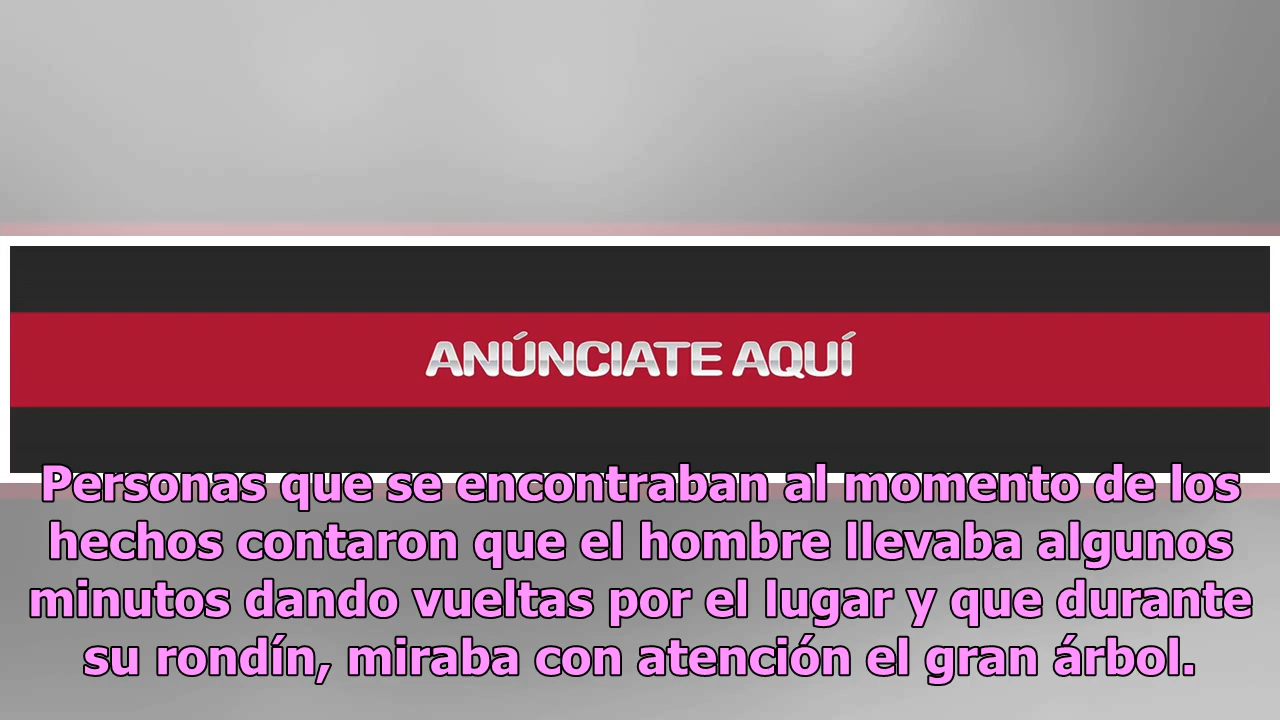 ANÚNCIATE AQUÍ
Personas que se encontraban al momento de los
hechos contaron que el hombre llevaba algunos
minutos dando vueltas por el lugar y que durante
su rondín, miraba con atención el gran árbol.